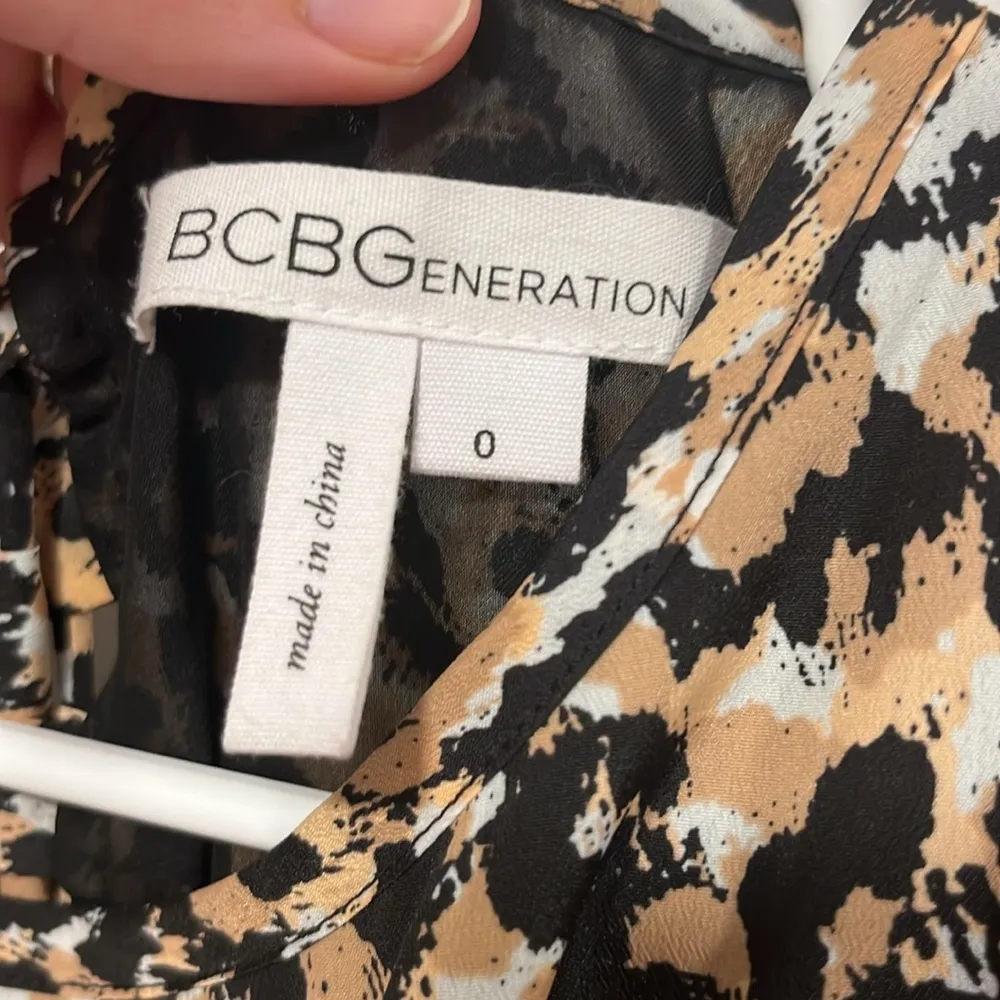 BCBGENERATION
0
made in china